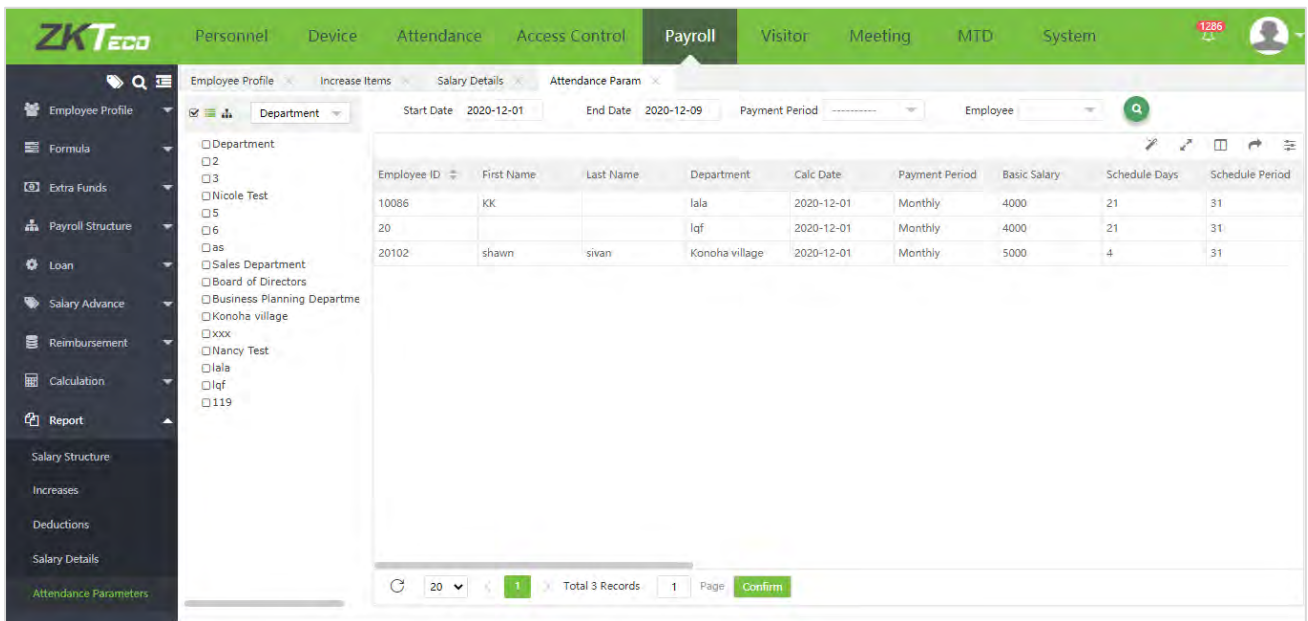 ZKTeco
Personnel Device Attendance Access Control Payroll Visitor Meeting MTD System 1286
Employee Profile Increase Items Salary Details Attendance Param
Employee Profile
Formula
Extra Funds
Payroll Structure
Loan
Salary Advance
Reimbursement
Calculation
Report
Salary Structure
Increases
Deductions
Salary Details
Attendance Parameters
Department
Department
2
3
Nicole Test
5
6
as
Sales Department
Board of Directors
Business Planning Departme
Konoha village
xxx
Nancy Test
lala
lqf
119
Start Date 2020-12-01 End Date 2020-12-09 Payment Period ---------- Employee
Employee ID First Name Last Name Department Calc Date Payment Period Basic Salary Schedule Days Schedule Period
10086 KK lala 2020-12-01 Monthly 4000 21 31
20 lqf 2020-12-01 Monthly 4000 21 31
20102 shawn sivan Konoha village 2020-12-01 Monthly 5000 4 31
20 1 Total 3 Records 1 Page Confirm